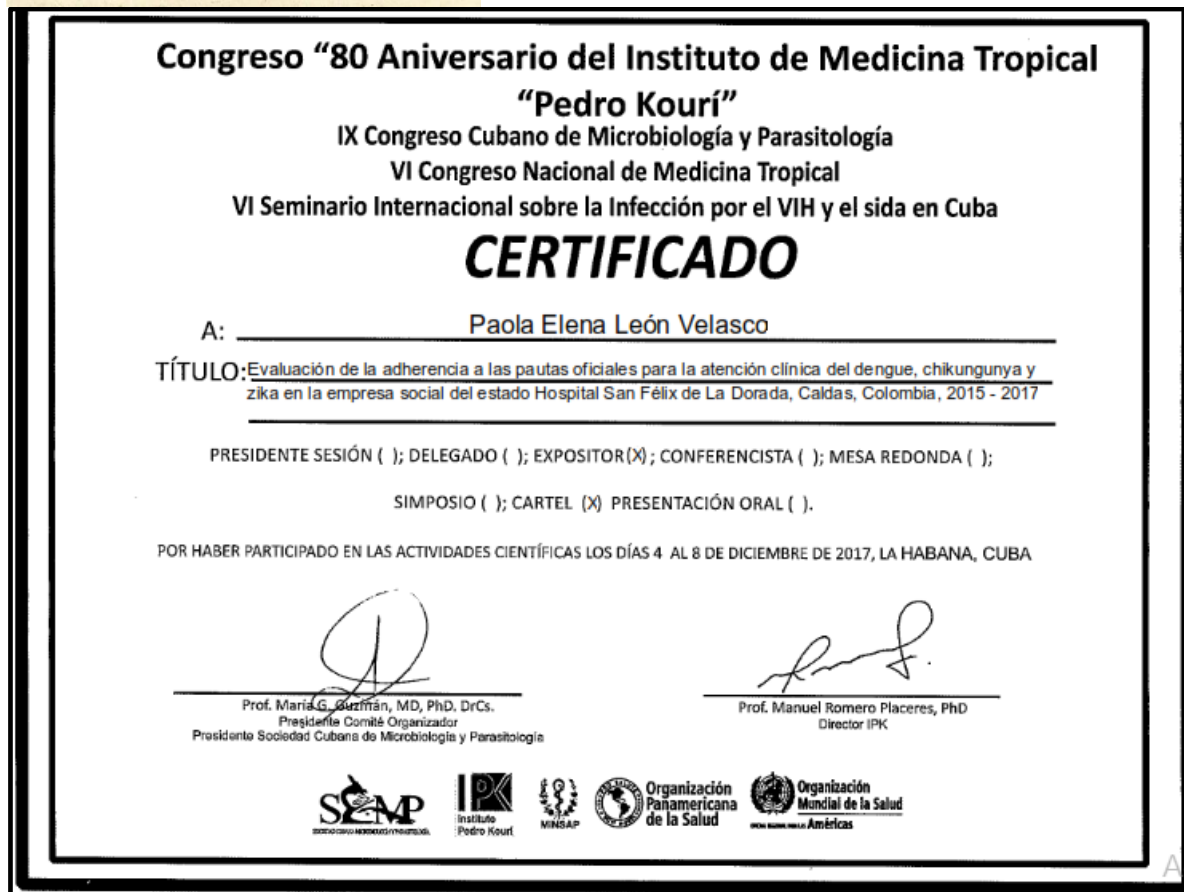 Congreso “80 Aniversario del Instituto de Medicina Tropical
“Pedro Kourí”
IX Congreso Cubano de Microbiología y Parasitología
VI Congreso Nacional de Medicina Tropical
VI Seminario Internacional sobre la Infección por el VIH y el sida en Cuba
CERTIFICADO
A: Paola Elena León Velasco
TÍTULO: Evaluación de la adherencia a las pautas oficiales para la atención clínica del dengue, chikungunya y
zika en la empresa social del estado Hospital San Félix de La Dorada, Caldas, Colombia, 2015 - 2017
PRESIDENTE SESIÓN ( ); DELEGADO ( ); EXPOSITOR (X) ; CONFERENCISTA ( ); MESA REDONDA ( );
SIMPOSIO ( ); CARTEL (X) PRESENTACIÓN ORAL ( ).
POR HABER PARTICIPADO EN LAS ACTIVIDADES CIENTÍFICAS LOS DÍAS 4 AL 8 DE DICIEMBRE DE 2017, LA HABANA, CUBA
Prof. María G. Guzmán, MD, PhD. DrCs.
Presidente Comité Organizador
Presidente Sociedad Cubana de Microbiología y Parasitología
Prof. Manuel Romero Placeres, PhD
Director IPK
IPK
Instituto
Pedro Kourí
MINSAP
Organización
Panamericana
de la Salud
Organización
Mundial de la Salud
Américas